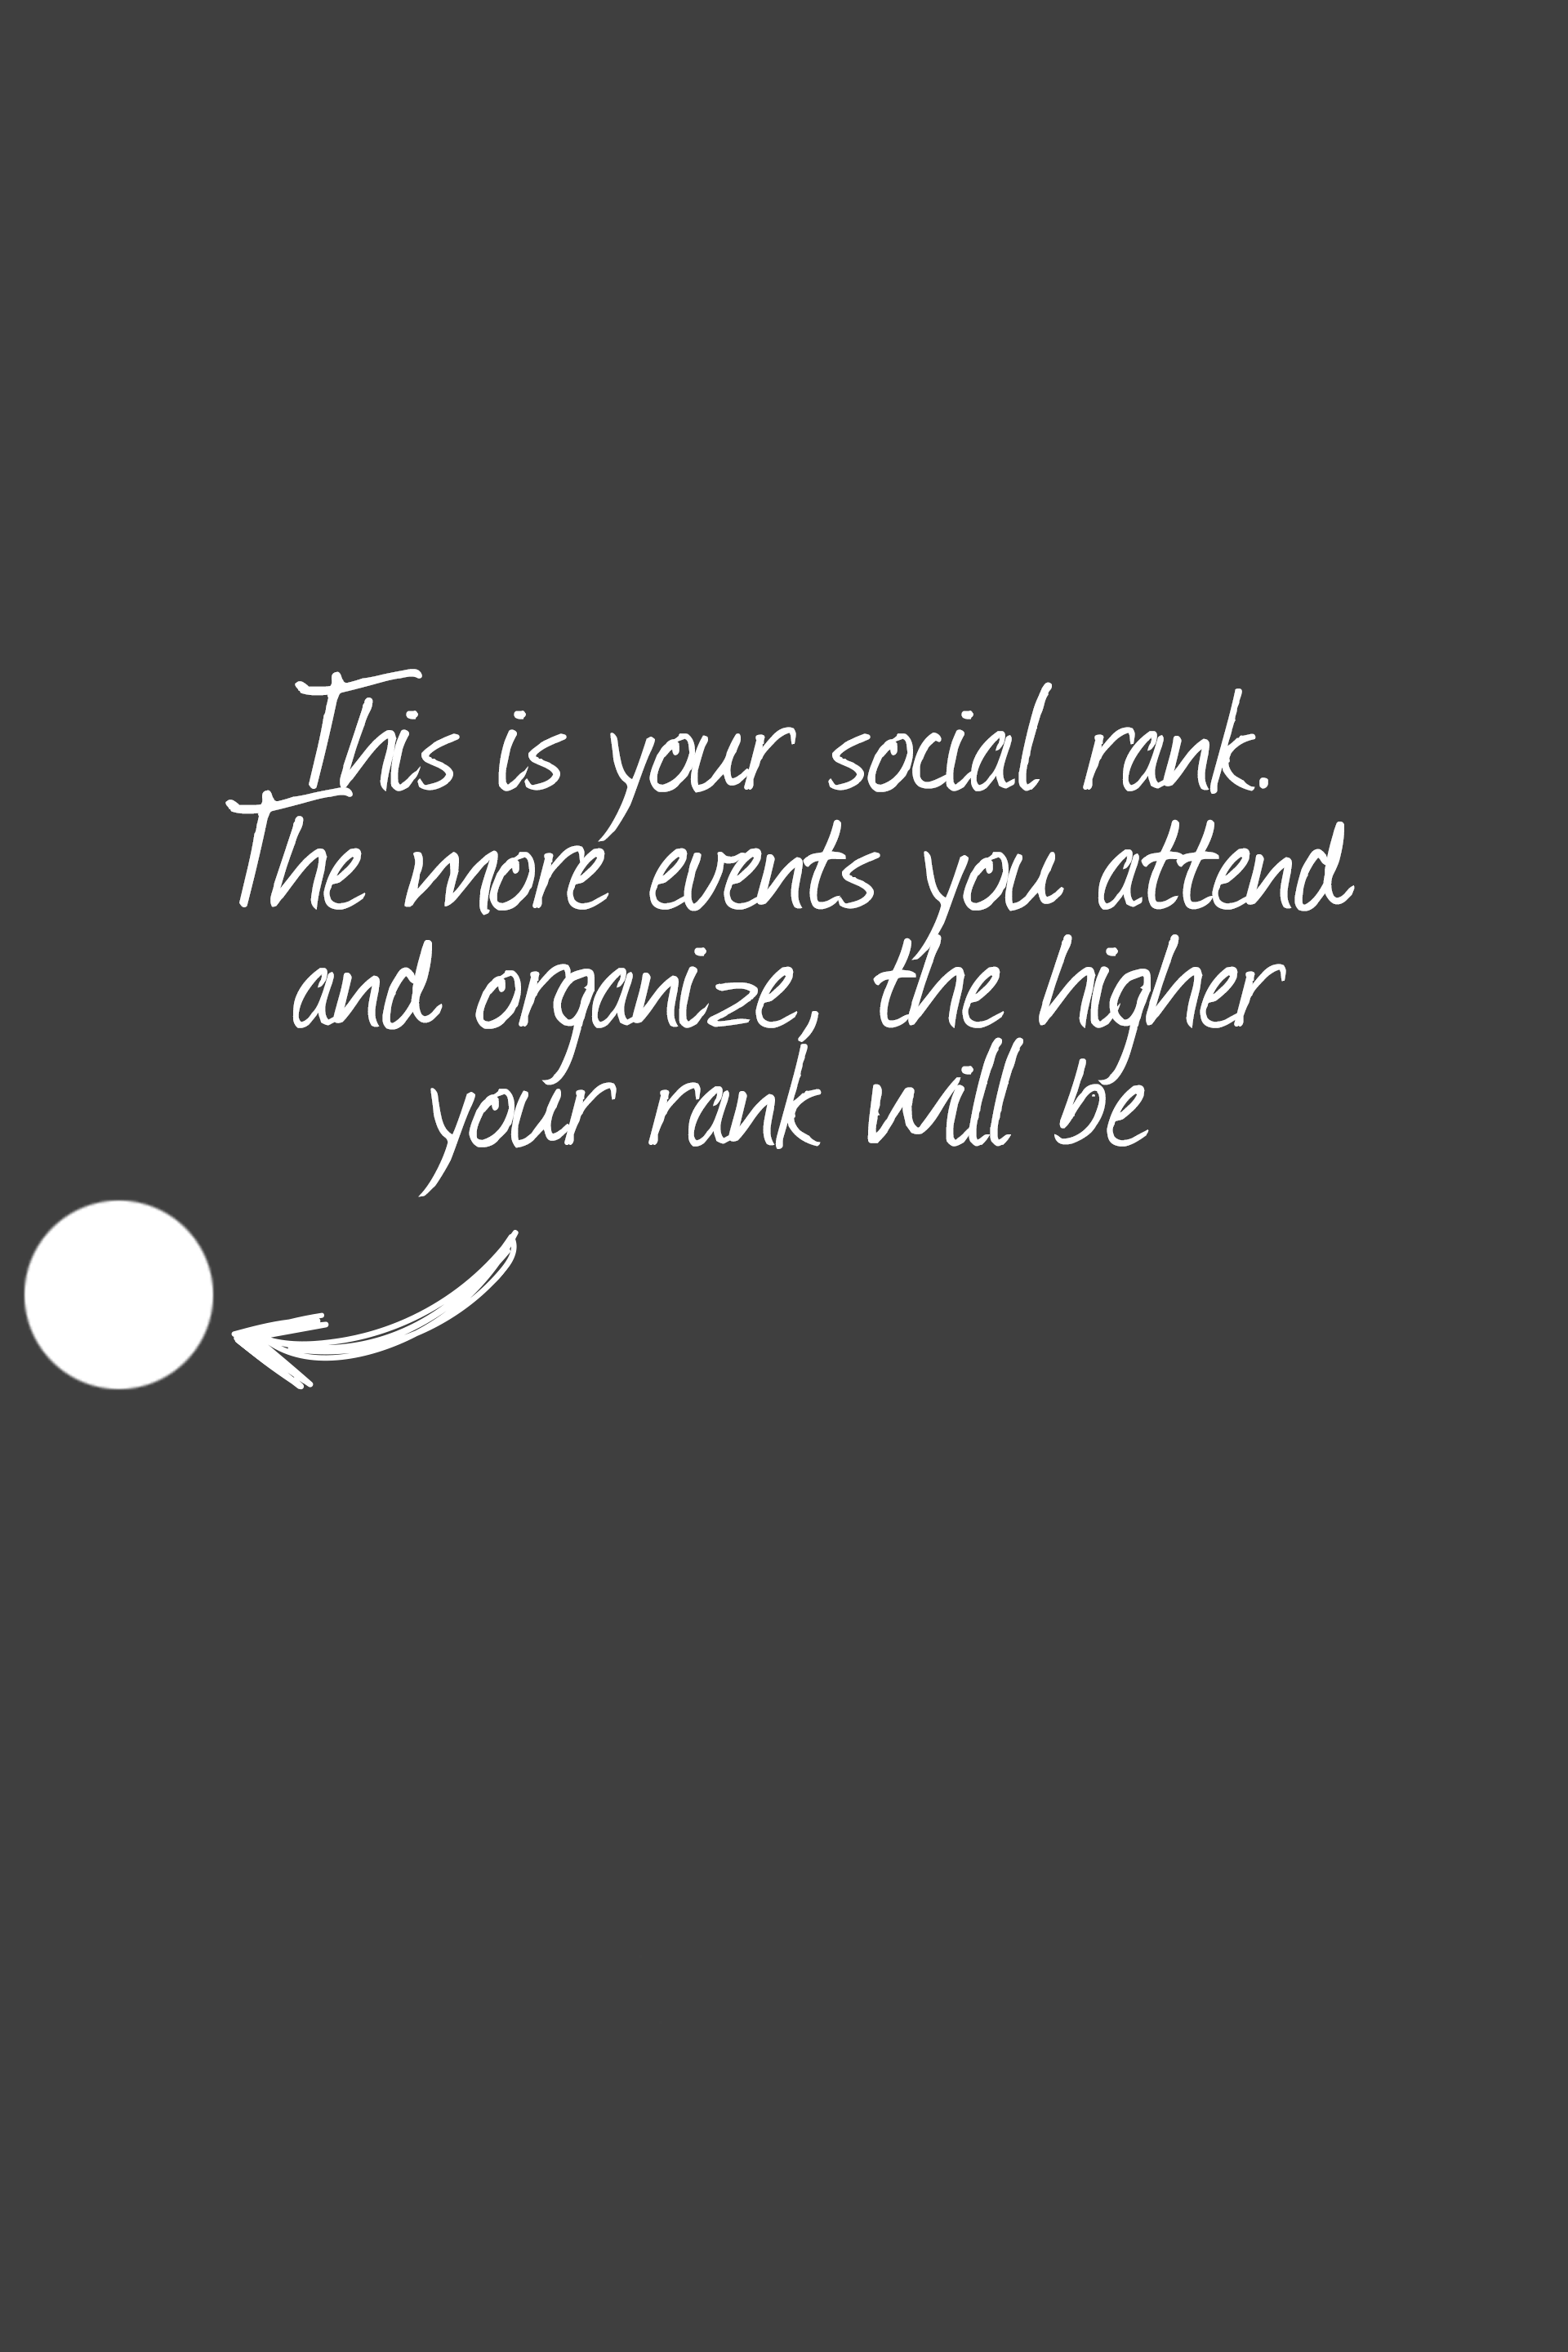 This is your social rank.
The more events you attend
and organize, the higher
your rank will be